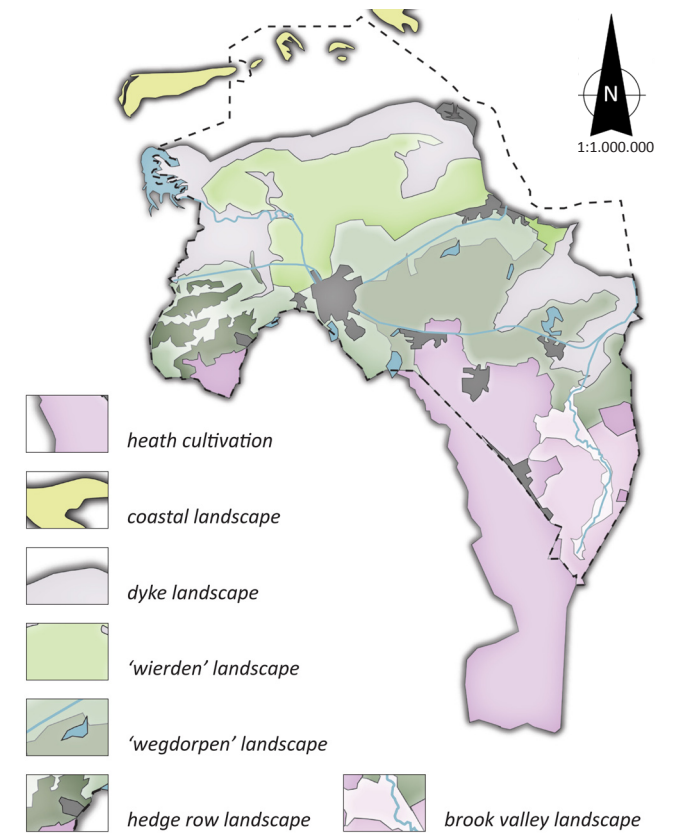 N
1:1.000.000
heath cultivation
coastal landscape
dyke landscape
‘wierden’ landscape
‘wegdorpen’ landscape
hedge row landscape
brook valley landscape